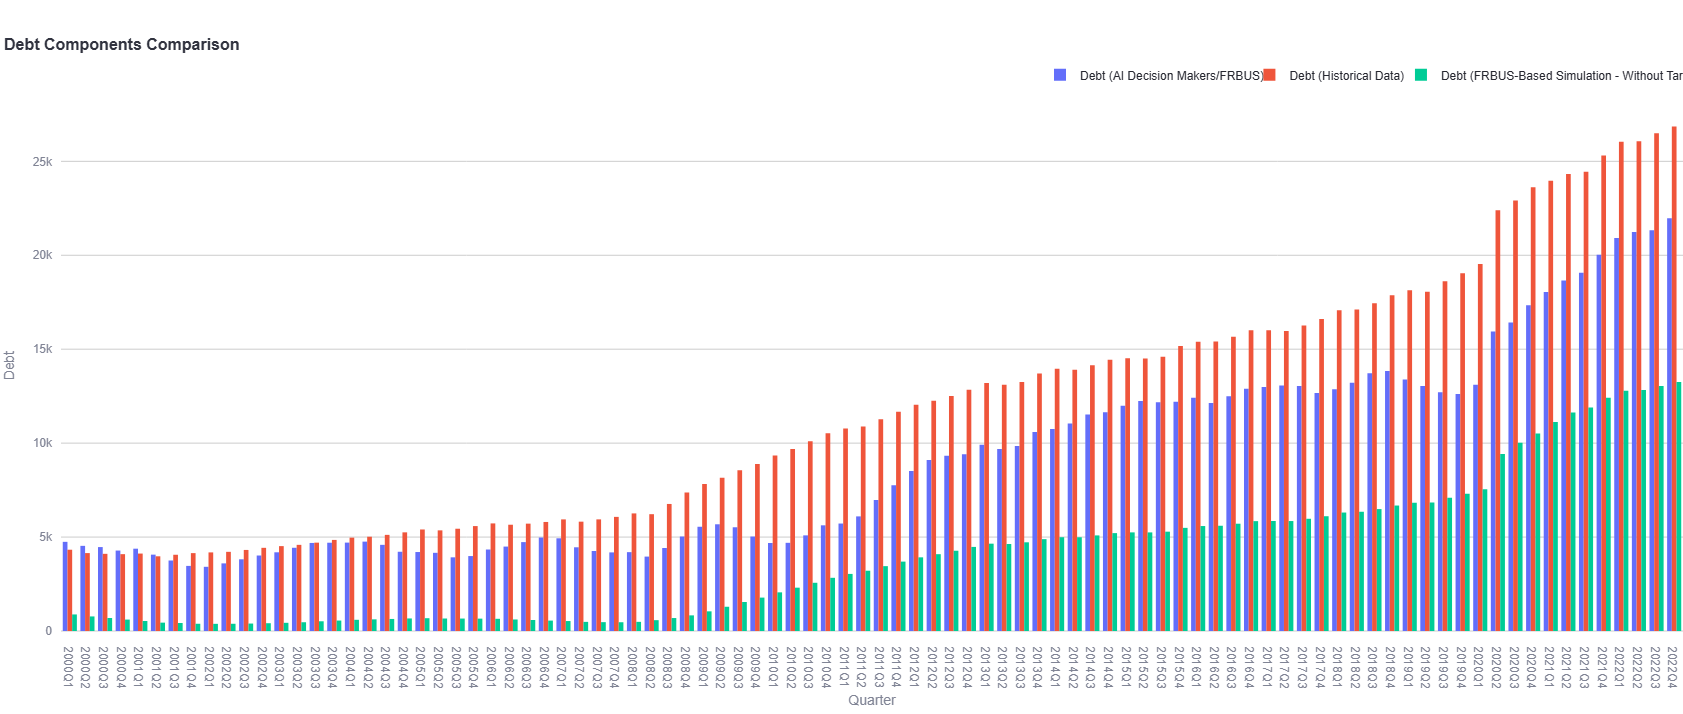 Debt Components Comparison
Debt (AI Decision Makers/FRBUS)
Debt (Historical Data)
Debt (FRBUS-Based Simulation - Without Tar
25k
20k
15k
10k
5k
0
Debt
2000Q1
2000Q2
2000Q3
2000Q4
2001Q1
2001Q2
2001Q3
2001Q4
2002Q1
2002Q2
2002Q3
2002Q4
2003Q1
2003Q2
2003Q3
2003Q4
2004Q1
2004Q2
2004Q3
2004Q4
2005Q1
2005Q2
2005Q3
2005Q4
2006Q1
2006Q2
2006Q3
2006Q4
2007Q1
2007Q2
2007Q3
2007Q4
2008Q1
2008Q2
2008Q3
2008Q4
2009Q1
2009Q2
2009Q3
2009Q4
2010Q1
2010Q2
2010Q3
2010Q4
2011Q1
2011Q2
2011Q3
2011Q4
2012Q1
2012Q2
2012Q3
2012Q4
2013Q1
2013Q2
2013Q3
2013Q4
2014Q1
2014Q2
2014Q3
2014Q4
2015Q1
2015Q2
2015Q3
2015Q4
2016Q1
2016Q2
2016Q3
2016Q4
2017Q1
2017Q2
2017Q3
2017Q4
2018Q1
2018Q2
2018Q3
2018Q4
2019Q1
2019Q2
2019Q3
2019Q4
2020Q1
2020Q2
2020Q3
2020Q4
2021Q1
2021Q2
2021Q3
2021Q4
2022Q1
2022Q2
2022Q3
2022Q4
Quarter